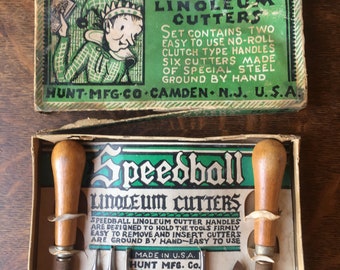 LINOLEUM
CUTTERS
SET CONTAINS TWO
EASY TO USE NO-ROLL
CLUTCH TYPE HANDLES
SIX CUTTERS MADE
OF SPECIAL STEEL
GROUND BY HAND
HUNT·MFG·CO·CAMDEN·N.J. U.S.A.
Speedball
LINOLEUM CUTTERS
SPEEDBALL LINOLEUM CUTTER HANDLES
ARE DESIGNED TO HOLD THE TOOLS FIRMLY
EASY TO REMOVE AND INSERT CUTTERS
ARE GROUND BY HAND—EASY TO USE
MADE IN U.S.A.
HUNT MFG. Co.